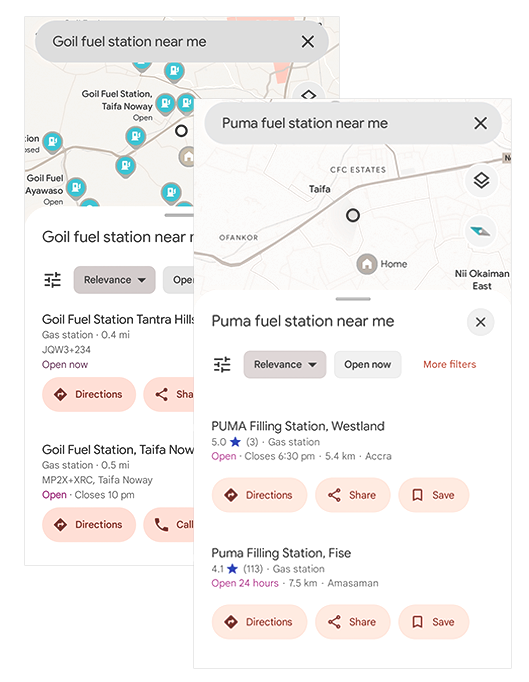 Goil fuel station near me
Goil Fuel Station,
Taifa Noway
Open
Goil Fuel
Ayawaso
Open
Goil fuel station near
Relevance
Open
Goil Fuel Station Tantra Hills
Gas station · 0.4 mi
JQW3+234
Open now
Directions
Sha
Goil Fuel Station, Taifa Now
Gas station · 0.5 mi
MP2X+XRC, Taifa Noway
Open · Closes 10 pm
Directions
Call
Puma fuel station near me
CFC ESTATES
Taifa
OFANKOR
Home
Nii Okaiman
East
Puma fuel station near me
Relevance
Open now
More filters
PUMA Filling Station, Westland
5.0 (3) · Gas station
Open · Closes 6:30 pm · 5.4 km · Accra
Directions
Share
Save
Puma Filling Station, Fise
4.1 (113) · Gas station
Open 24 hours · 7.5 km · Amasaman
Directions
Share
Save